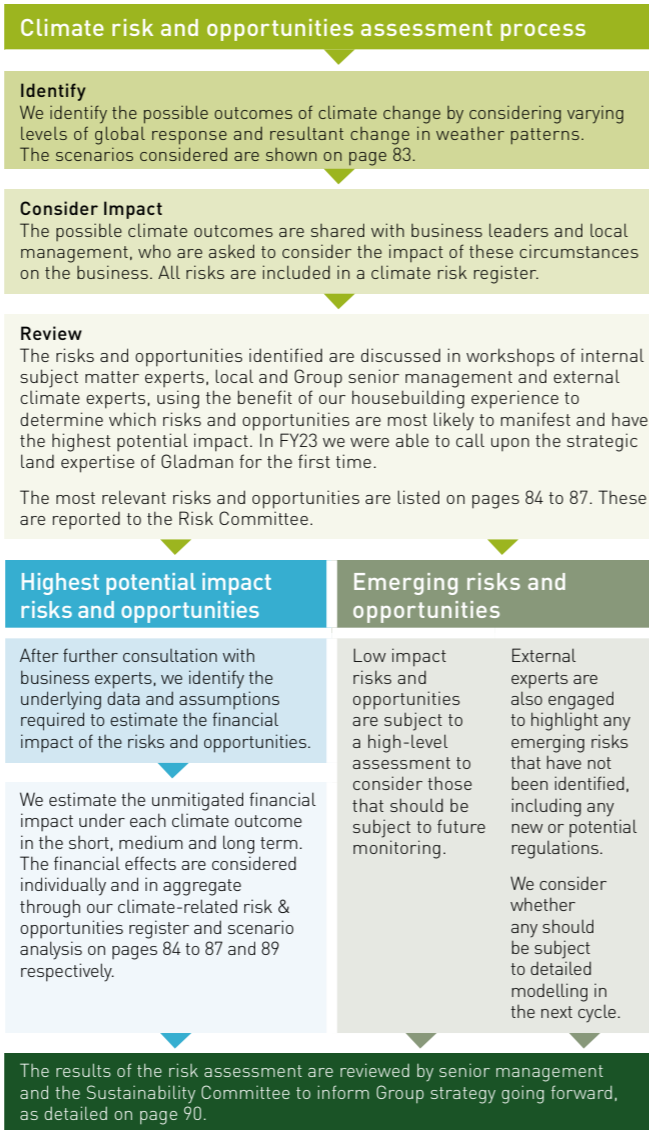 Climate risk and opportunities assessment process
Identify
We identify the possible outcomes of climate change by considering varying
levels of global response and resultant change in weather patterns.
The scenarios considered are shown on page 83.
Consider Impact
The possible climate outcomes are shared with business leaders and local
management, who are asked to consider the impact of these circumstances
on the business. All risks are included in a climate risk register.
Review
The risks and opportunities identified are discussed in workshops of internal
subject matter experts, local and Group senior management and external
climate experts, using the benefit of our housebuilding experience to
determine which risks and opportunities are most likely to manifest and have
the highest potential impact. In FY23 we were able to call upon the strategic
land expertise of Gladman for the first time.
The most relevant risks and opportunities are listed on pages 84 to 87. These
are reported to the Risk Committee.
Highest potential impact
risks and opportunities
After further consultation with
business experts, we identify the
underlying data and assumptions
required to estimate the financial
impact of the risks and opportunities.
We estimate the unmitigated financial
impact under each climate outcome
in the short, medium and long term.
The financial effects are considered
individually and in aggregate
through our climate-related risk &
opportunities register and scenario
analysis on pages 84 to 87 and 89
respectively.
Emerging risks and
opportunities
Low impact
risks and
opportunities
are subject to
a high-level
assessment to
consider those
that should be
subject to future
monitoring.
External
experts are
also engaged
to highlight any
emerging risks
that have not
been identified,
including any
new or potential
regulations.
We consider
whether
any should
be subject
to detailed
modelling in
the next cycle.
The results of the risk assessment are reviewed by senior management
and the Sustainability Committee to inform Group strategy going forward,
as detailed on page 90.